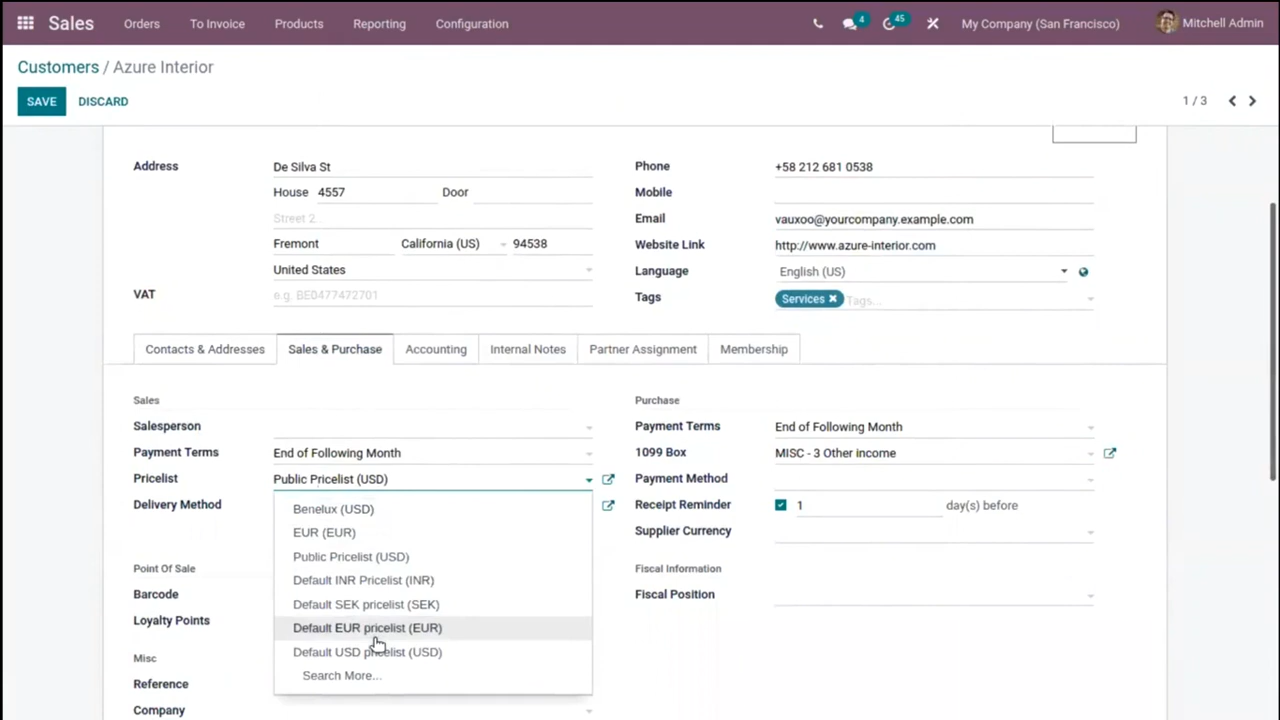 Sales Orders To Invoice Products Reporting Configuration 4 45 My Company (San Francisco) Mitchell Admin
Customers / Azure Interior
SAVE DISCARD 1 / 3
Address De Silva St Phone +58 212 681 0538
House 4557 Door Mobile
Street 2... Email vauxoo@yourcompany.example.com
Fremont California (US) 94538 Website Link http://www.azure-interior.com
United States Language English (US)
VAT e.g. BE0477472701 Tags Services Tags...
Contacts & Addresses Sales & Purchase Accounting Internal Notes Partner Assignment Membership
Sales Purchase
Salesperson Payment Terms End of Following Month
Payment Terms End of Following Month 1099 Box MISC - 3 Other income
Pricelist Public Pricelist (USD) Payment Method
Delivery Method Benelux (USD) Receipt Reminder 1 day(s) before
EUR (EUR) Supplier Currency
Public Pricelist (USD)
Point Of Sale Default INR Pricelist (INR) Fiscal Information
Barcode Default SEK pricelist (SEK) Fiscal Position
Loyalty Points Default EUR pricelist (EUR)
Misc Default USD pricelist (USD)
Reference Search More...
Company